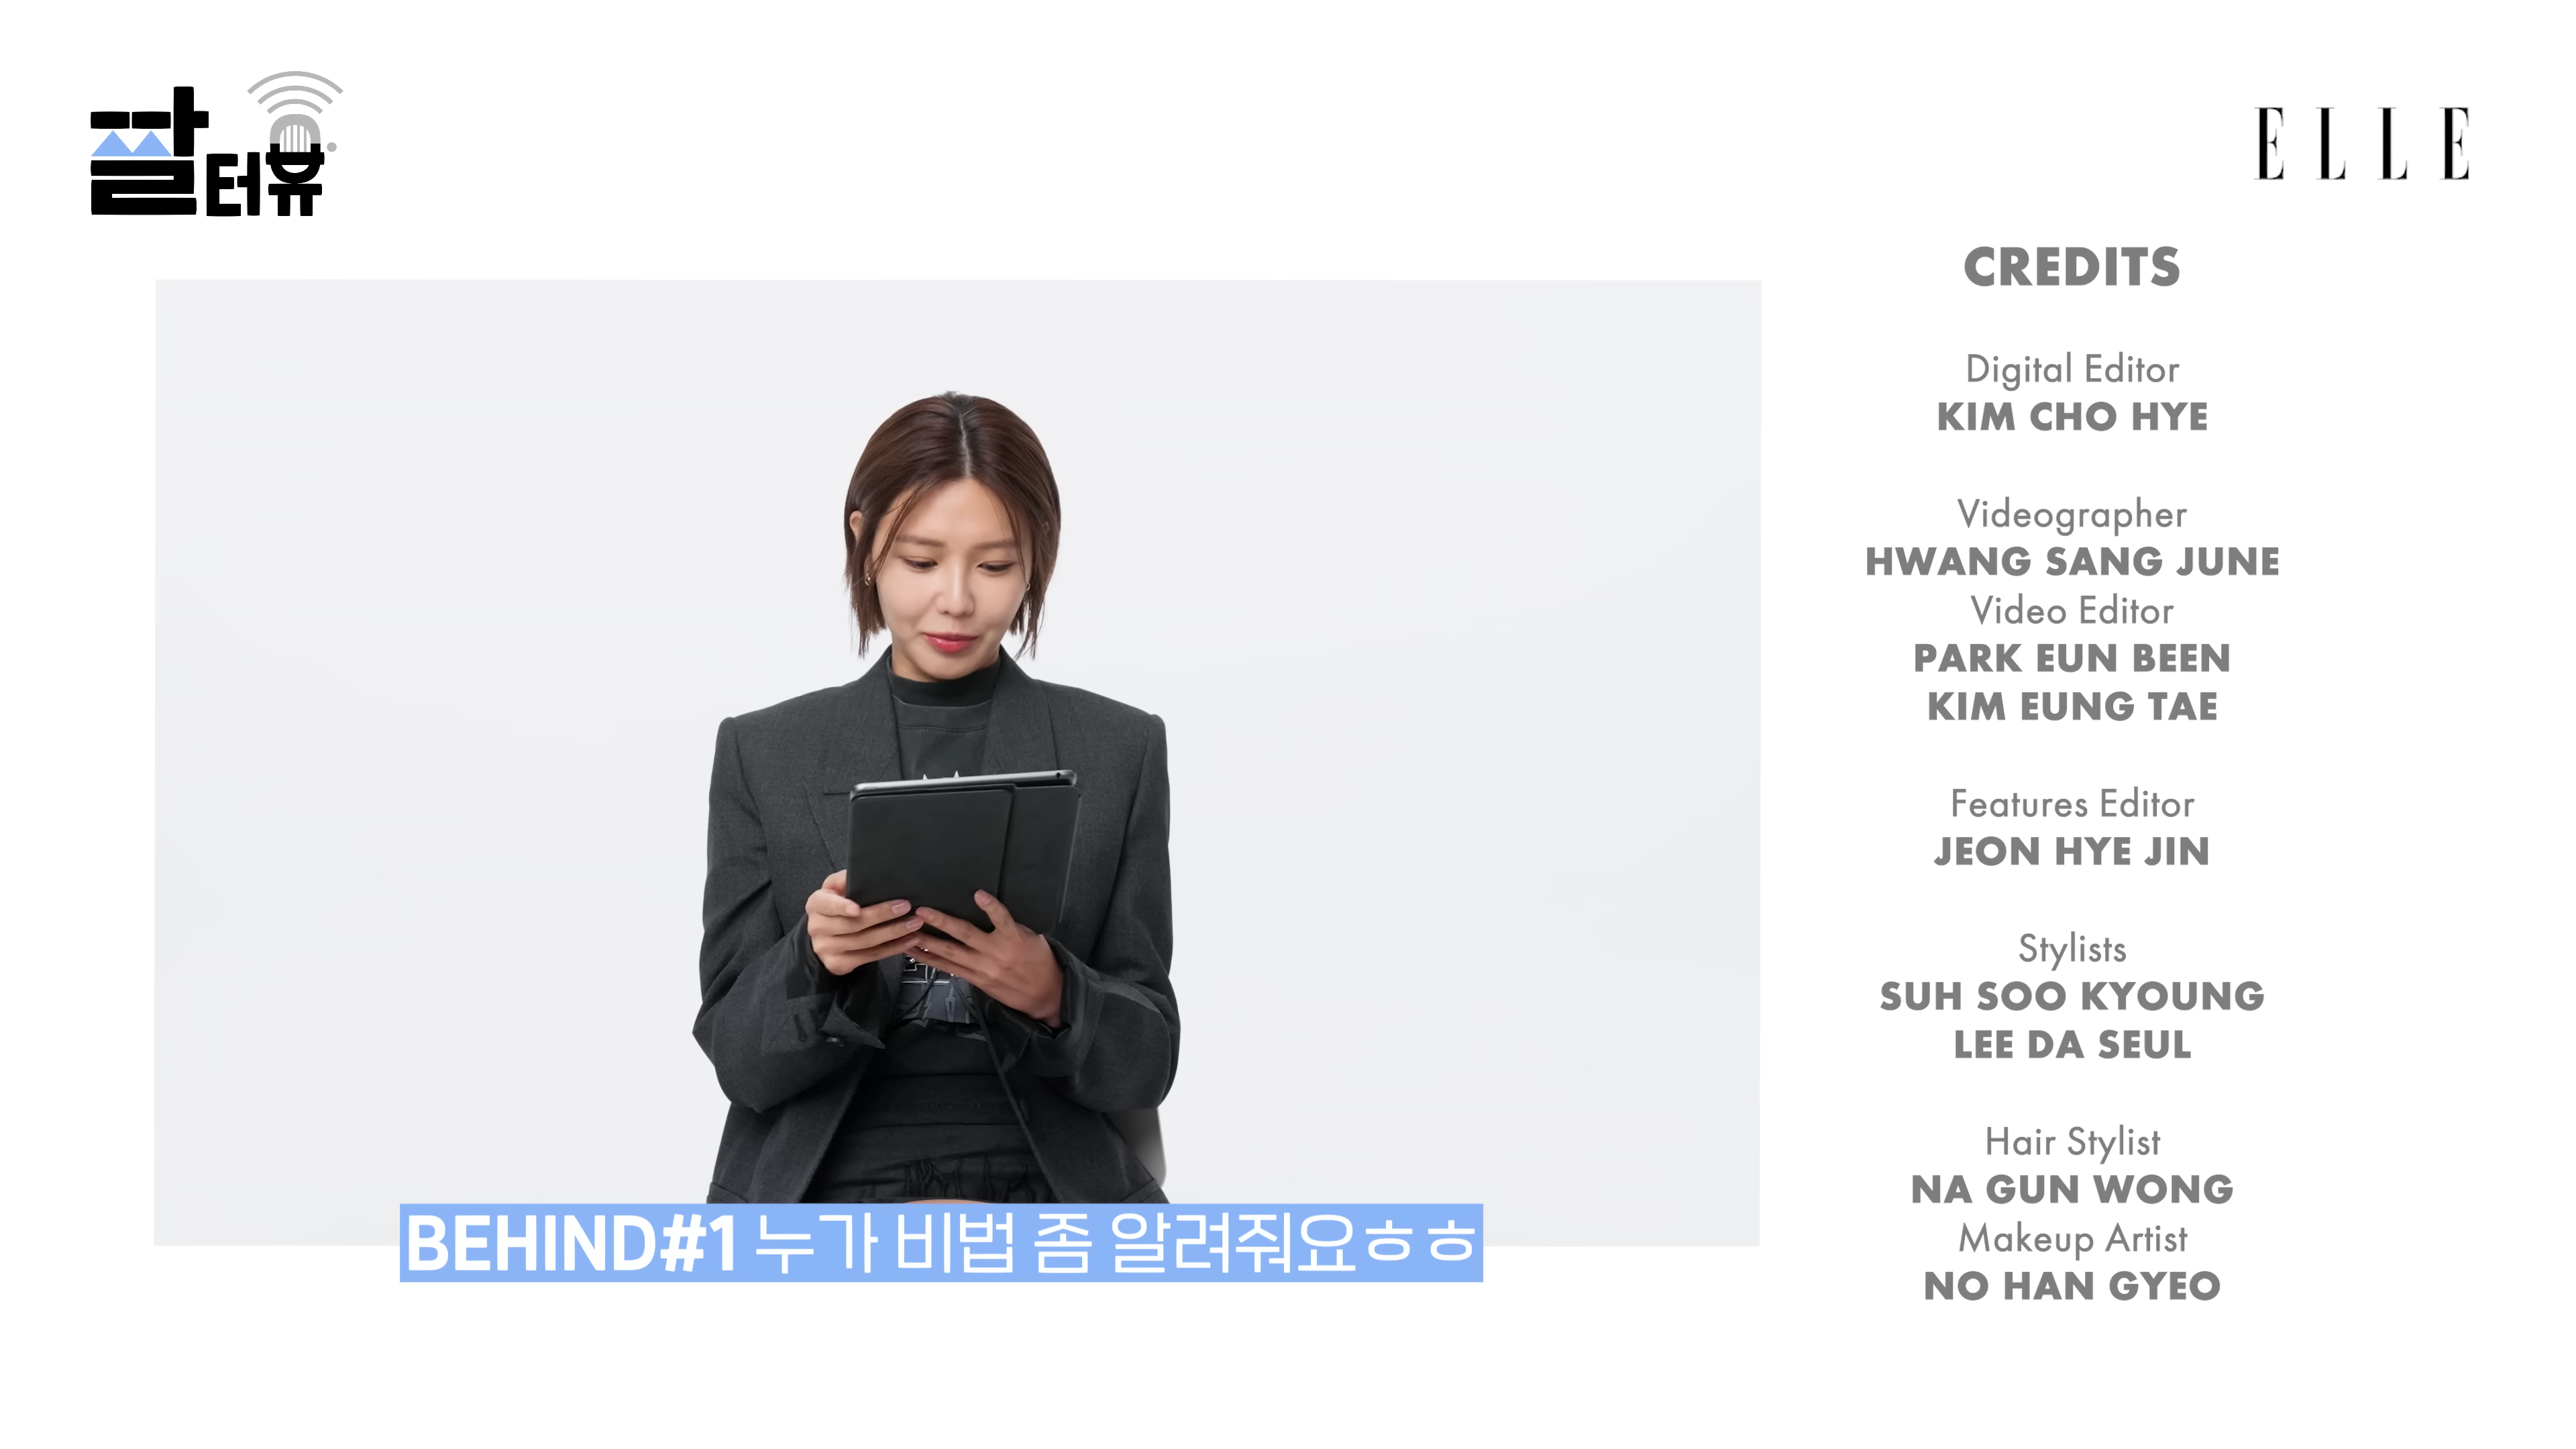 짤터뷰
ELLE
CREDITS
Digital Editor
KIM CHO HYE
Videographer
HWANG SANG JUNE
Video Editor
PARK EUN BEEN
KIM EUNG TAE
Features Editor
JEON HYE JIN
Stylists
SUH SOO KYOUNG
LEE DA SEUL
Hair Stylist
NA GUN WONG
Makeup Artist
NO HAN GYEO
BEHIND#1 누가 비법 좀 알려줘요ㅎㅎ